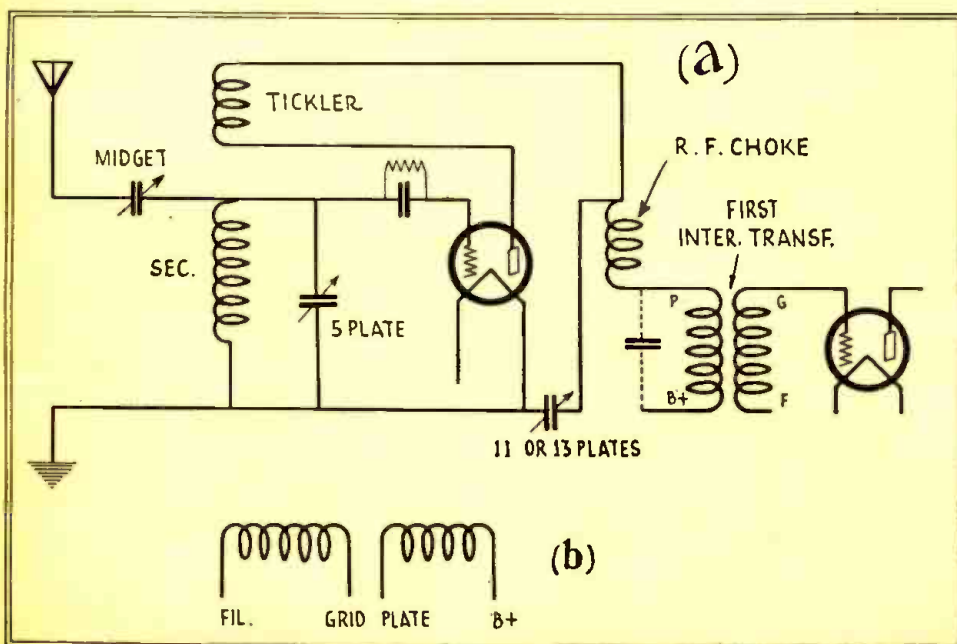 (a)
TICKLER
R.F. CHOKE
MIDGET
FIRST
INTER. TRANSF.
SEC.
5 PLATE
P
G
B+
F
11 OR 13 PLATES
(b)
FIL.
GRID
PLATE
B+